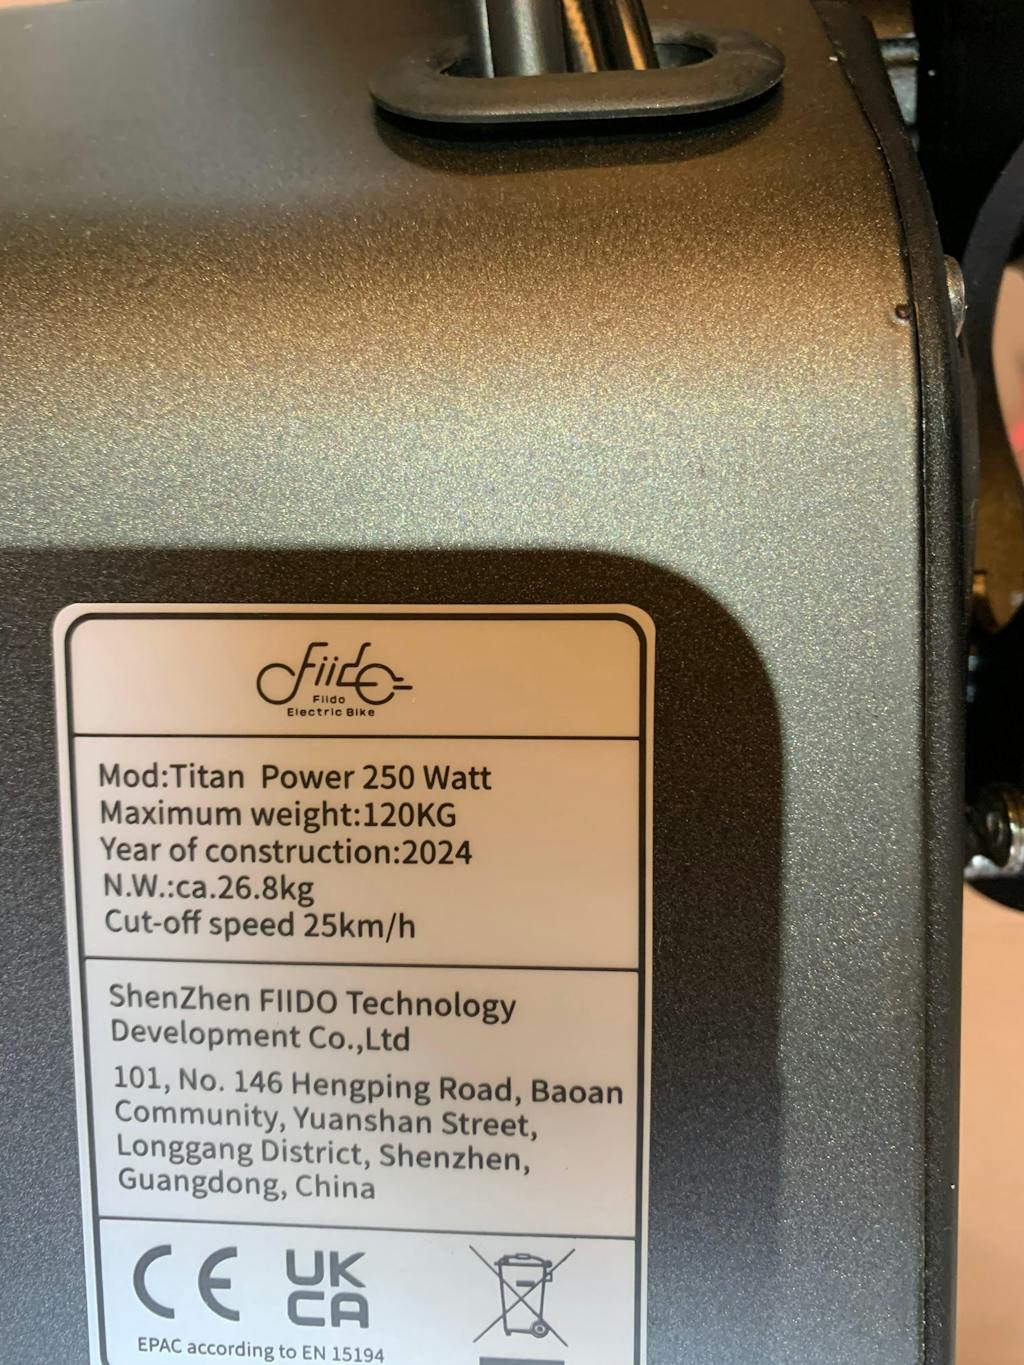 Fiido
Fiido
Electric Bike
Mod:Titan Power 250 Watt
Maximum weight:120KG
Year of construction:2024
N.W.:ca.26.8kg
Cut-off speed 25km/h
ShenZhen FIIDO Technology
Development Co.,Ltd
101, No. 146 Hengping Road, Baoan
Community, Yuanshan Street,
Longgang District, Shenzhen,
Guangdong, China
CE UK
CA
EPAC according to EN 15194